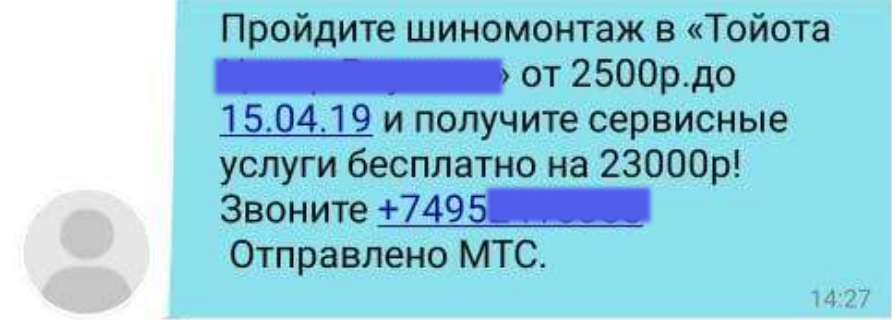 Пройдите шиномонтаж в «Тойота
» от 2500р.до
15.04.19 и получите сервисные
услуги бесплатно на 23000р!
Звоните +7495
Отправлено МТС.
14:27